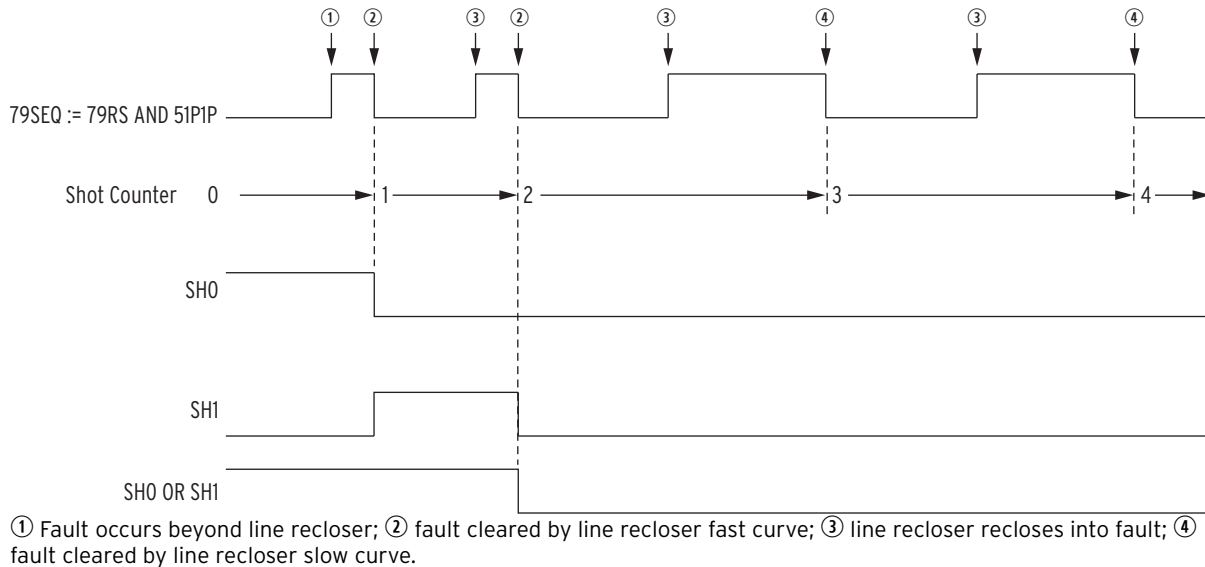 ① ② ③ ② ③ ④ ③ ④
79SEQ := 79RS AND 51P1P
Shot Counter 0 1 2 3 4
SH0
SH1
SH0 OR SH1
① Fault occurs beyond line recloser; ② fault cleared by line recloser fast curve; ③ line recloser recloses into fault; ④
fault cleared by line recloser slow curve.